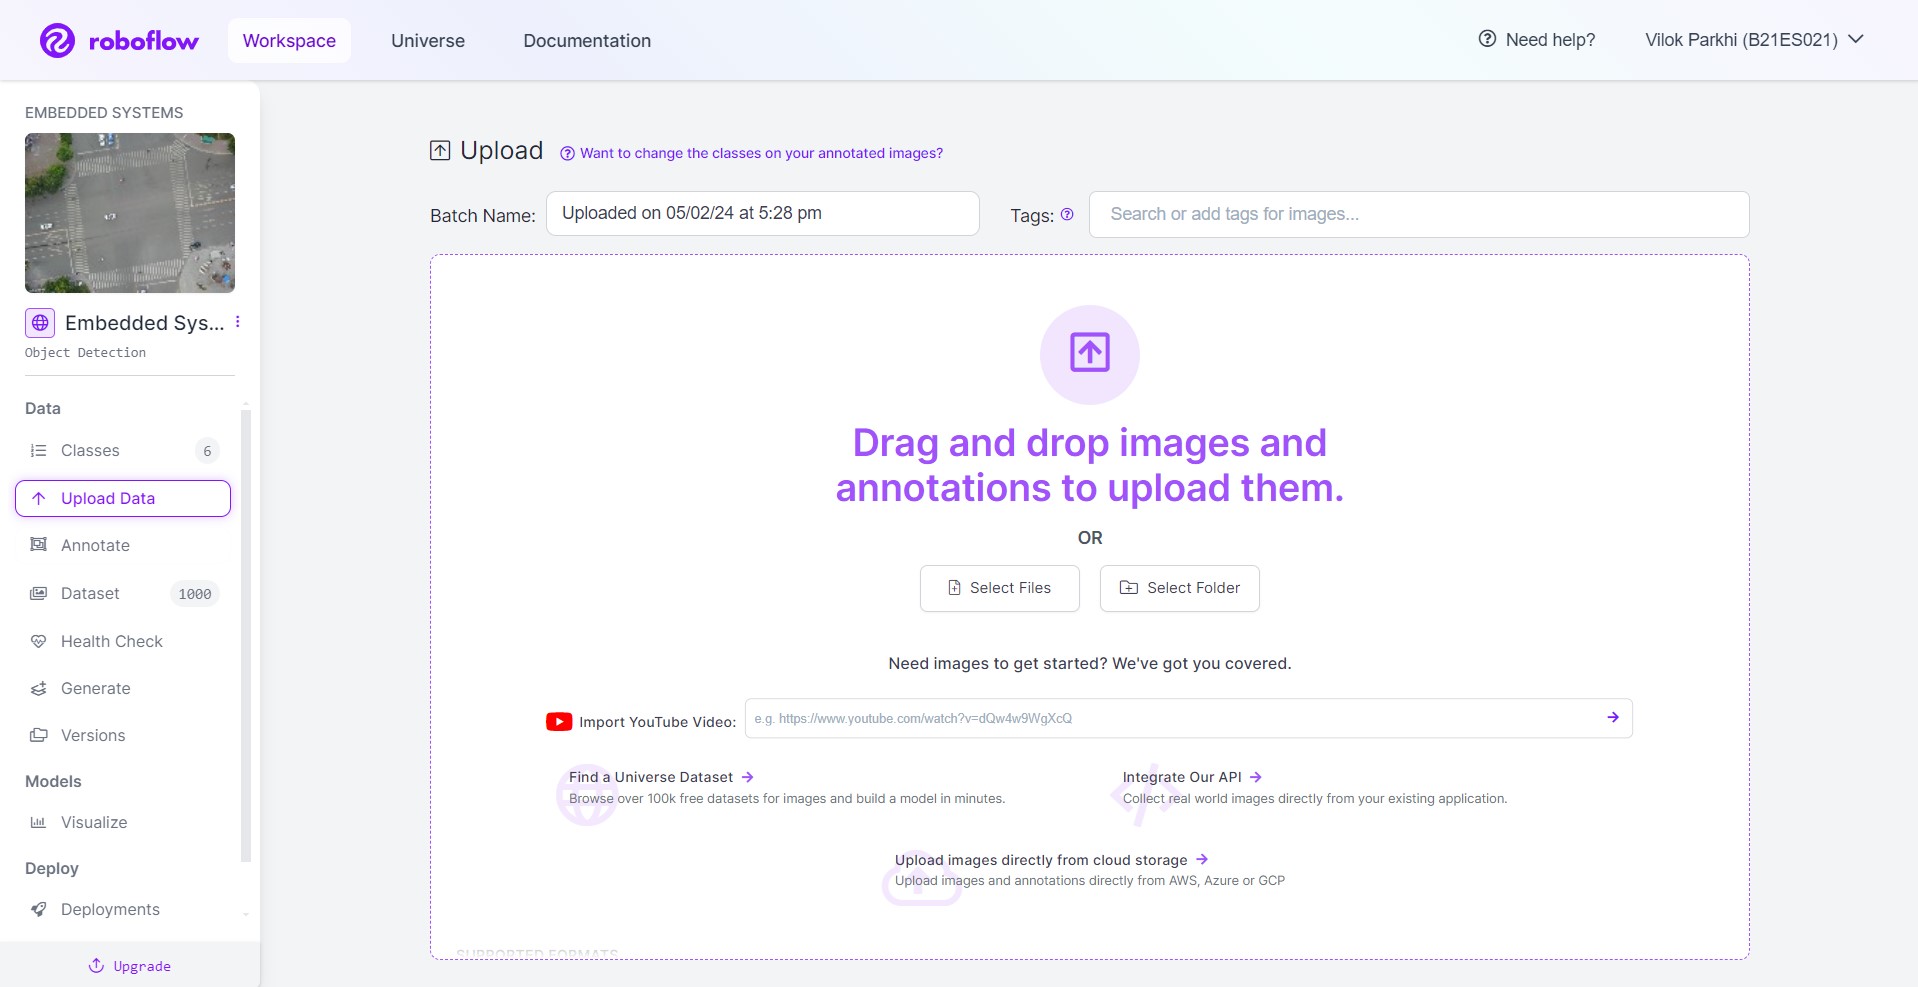 roboflow
Workspace
Universe
Documentation
Need help?
Vilok Parkhi (B21ES021)
EMBEDDED SYSTEMS
Embedded Sys...
Object Detection
Data
Classes 6
Upload Data
Annotate
Dataset 1000
Health Check
Generate
Versions
Models
Visualize
Deploy
Deployments
Upgrade
Upload
Want to change the classes on your annotated images?
Batch Name: Uploaded on 05/02/24 at 5:28 pm
Tags: Search or add tags for images...
Drag and drop images and
annotations to upload them.
OR
Select Files
Select Folder
Need images to get started? We've got you covered.
Import YouTube Video: e.g. https://www.youtube.com/watch?v=dQw4w9WgXcQ
Find a Universe Dataset
Browse over 100k free datasets for images and build a model in minutes.
Integrate Our API
Collect real world images directly from your existing application.
Upload images directly from cloud storage
Upload images and annotations directly from AWS, Azure or GCP
SUPPORTED FORMATS